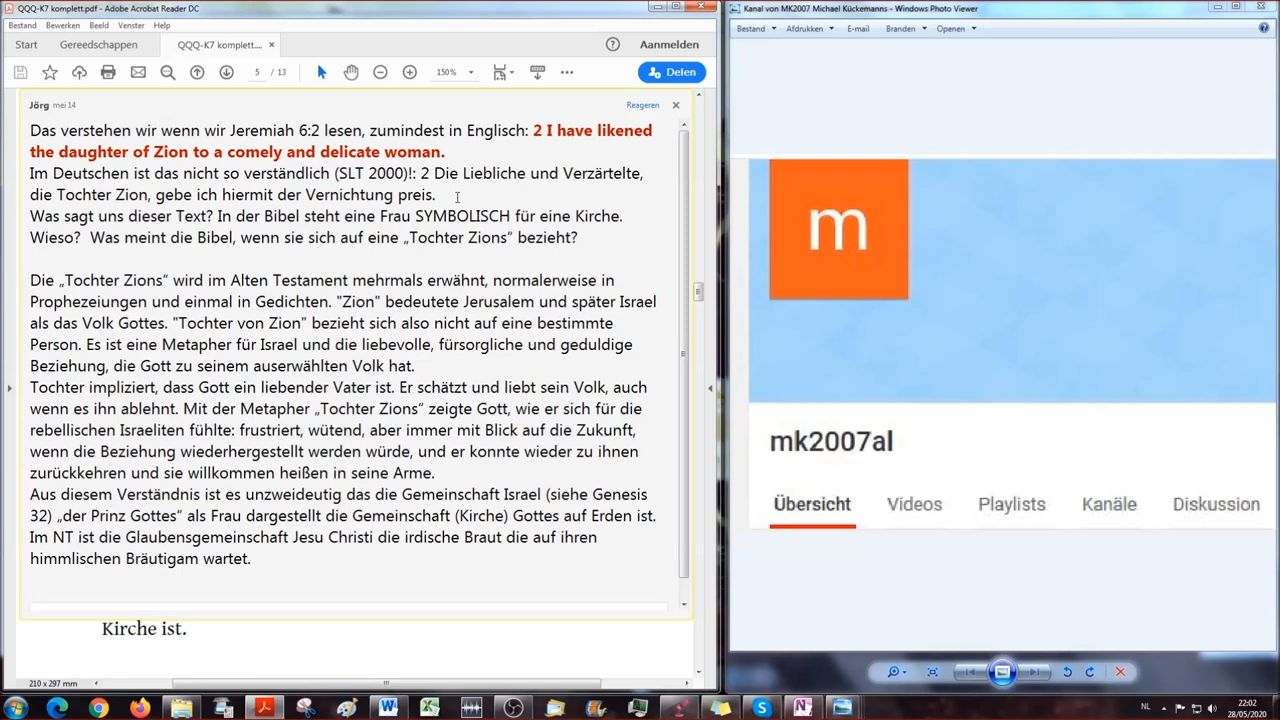 QQQ-K7 komplett.pdf - Adobe Acrobat Reader DC
Bestand Bewerken Beeld Venster Help
Start Gereedschappen QQQ-K7 komplett.... × Anmelden
5 / 13 150% Delen
Jörg mei 14 Reageren
Das verstehen wir wenn wir Jeremiah 6:2 lesen, zumindest in Englisch: 2 I have likened
the daughter of Zion to a comely and delicate woman.
Im Deutschen ist das nicht so verständlich (SLT 2000)!: 2 Die Liebliche und Verzärtelte,
die Tochter Zion, gebe ich hiermit der Vernichtung preis.
Was sagt uns dieser Text? In der Bibel steht eine Frau SYMBOLISCH für eine Kirche.
Wieso? Was meint die Bibel, wenn sie sich auf eine „Tochter Zions" bezieht?
Die „Tochter Zions" wird im Alten Testament mehrmals erwähnt, normalerweise in
Prophezeiungen und einmal in Gedichten. "Zion" bedeutete Jerusalem und später Israel
als das Volk Gottes. "Tochter von Zion" bezieht sich also nicht auf eine bestimmte
Person. Es ist eine Metapher für Israel und die liebevolle, fürsorgliche und geduldige
Beziehung, die Gott zu seinem auserwählten Volk hat.
Tochter impliziert, dass Gott ein liebender Vater ist. Er schätzt und liebt sein Volk, auch
wenn es ihn ablehnt. Mit der Metapher „Tochter Zions" zeigte Gott, wie er sich für die
rebellischen Israeliten fühlte: frustriert, wütend, aber immer mit Blick auf die Zukunft,
wenn die Beziehung wiederhergestellt werden würde, und er konnte wieder zu ihnen
zurückkehren und sie willkommen heißen in seine Arme.
Aus diesem Verständnis ist es unzweideutig das die Gemeinschaft Israel (siehe Genesis
32) „der Prinz Gottes" als Frau dargestellt die Gemeinschaft (Kirche) Gottes auf Erden ist.
Im NT ist die Glaubensgemeinschaft Jesu Christi die irdische Braut die auf ihren
himmlischen Bräutigam wartet.
Kirche ist.
210 x 297 mm
Kanal von MK2007 Michael Kückemanns - Windows Photo Viewer
Bestand Afdrukken E-mail Branden Openen
m
mk2007al
Übersicht Videos Playlists Kanäle Diskussion
NL 22:02
28/05/2020